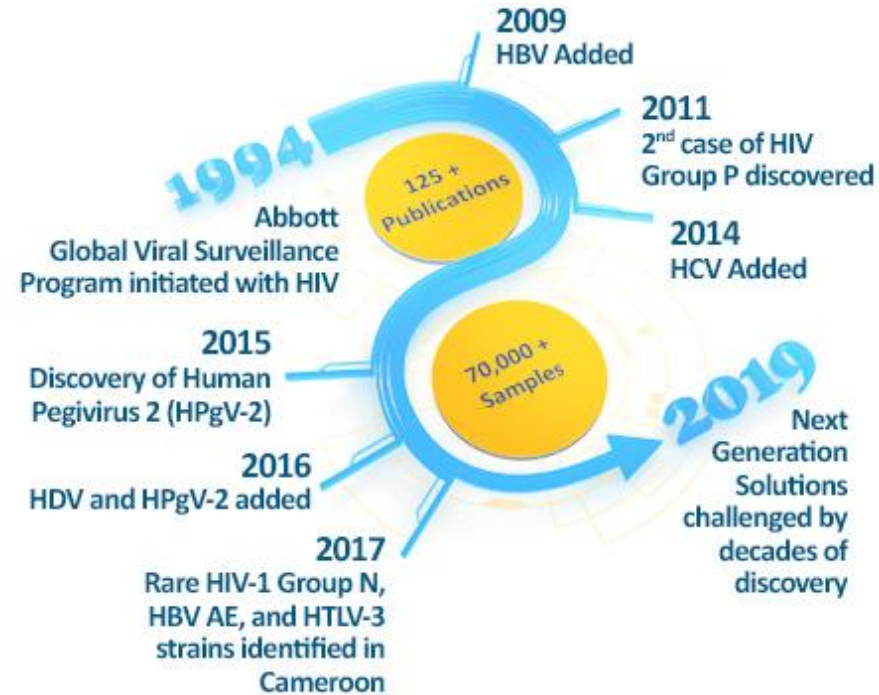 1994
Abbott
Global Viral Surveillance
Program initiated with HIV
2009
HBV Added
2011
2nd case of HIV
Group P discovered
2014
HCV Added
125 +
Publications
2015
Discovery of Human
Pegivirus 2 (HPgV-2)
2016
HDV and HPgV-2 added
2017
Rare HIV-1 Group N,
HBV AE, and HTLV-3
strains identified in
Cameroon
70,000 +
Samples
2019
Next
Generation
Solutions
challenged by
decades of
discovery